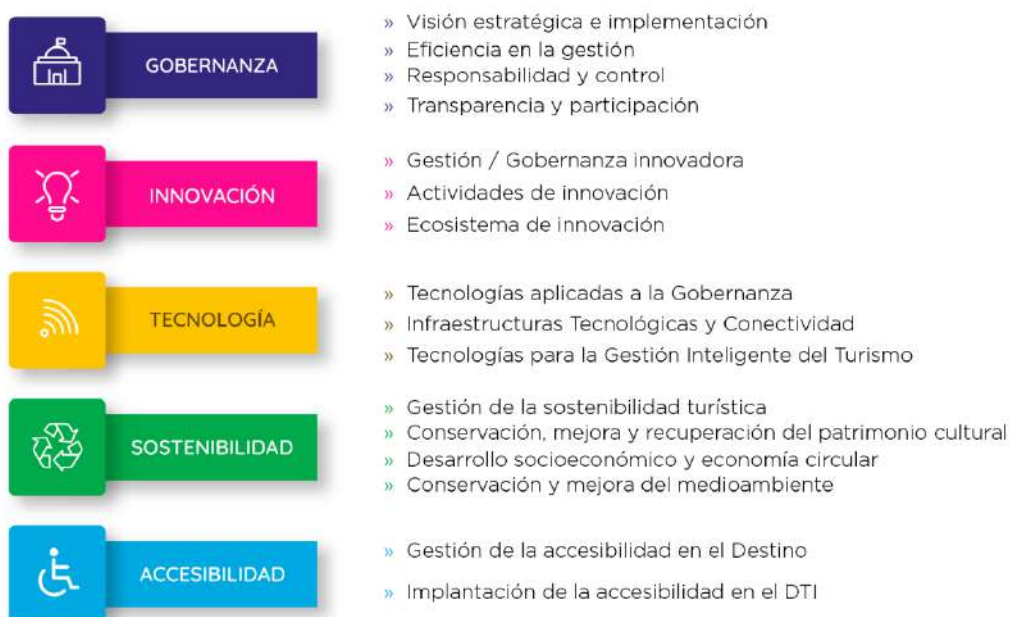 GOBERNANZA
» Visión estratégica e implementación
» Eficiencia en la gestión
» Responsabilidad y control
» Transparencia y participación
INNOVACIÓN
» Gestión / Gobernanza innovadora
» Actividades de innovación
» Ecosistema de innovación
TECNOLOGÍA
» Tecnologías aplicadas a la Gobernanza
» Infraestructuras Tecnológicas y Conectividad
» Tecnologías para la Gestión Inteligente del Turismo
SOSTENIBILIDAD
» Gestión de la sostenibilidad turística
» Conservación, mejora y recuperación del patrimonio cultural
» Desarrollo socioeconómico y economía circular
» Conservación y mejora del medioambiente
ACCESIBILIDAD
» Gestión de la accesibilidad en el Destino
» Implantación de la accesibilidad en el DTI